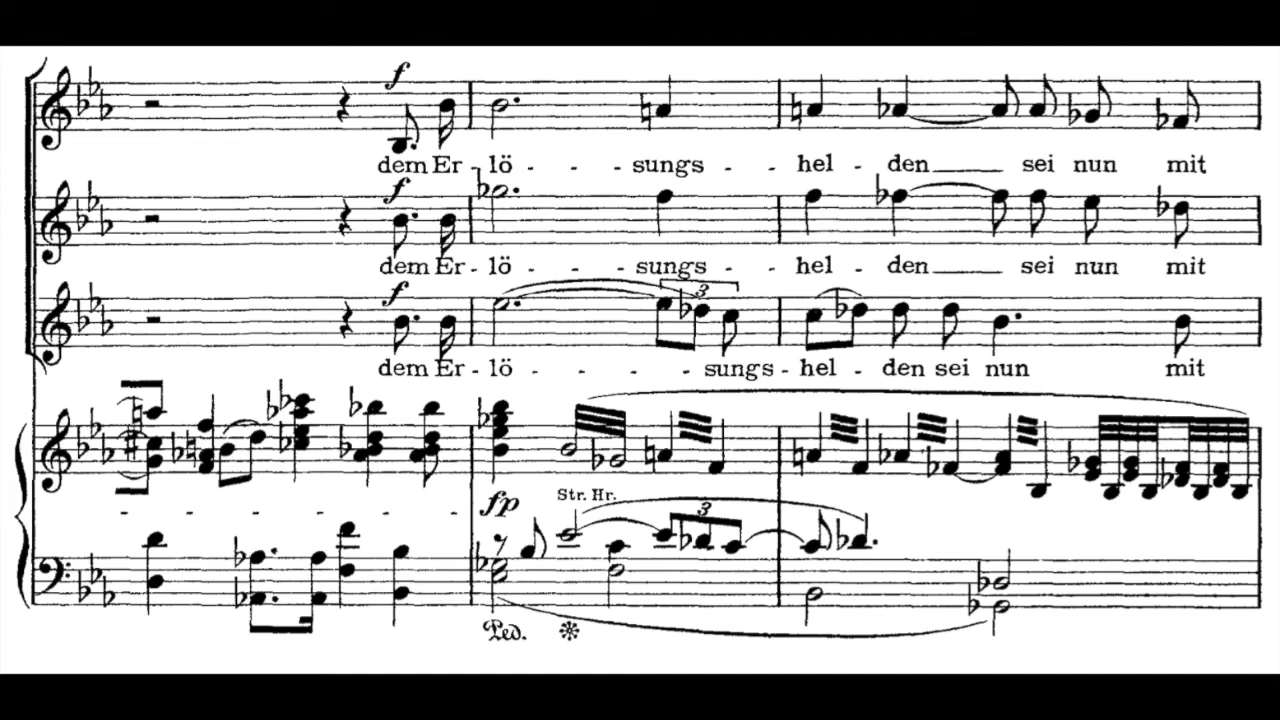 f
dem Er - lö - - - sungs - - hel - den sei nun mit
f
dem Er - lö - - - sungs - - hel - den sei nun mit
f
3
dem Er - lö - - - - sungs - hel - den sei nun mit
fp
Str. Hr.
3
Ped.